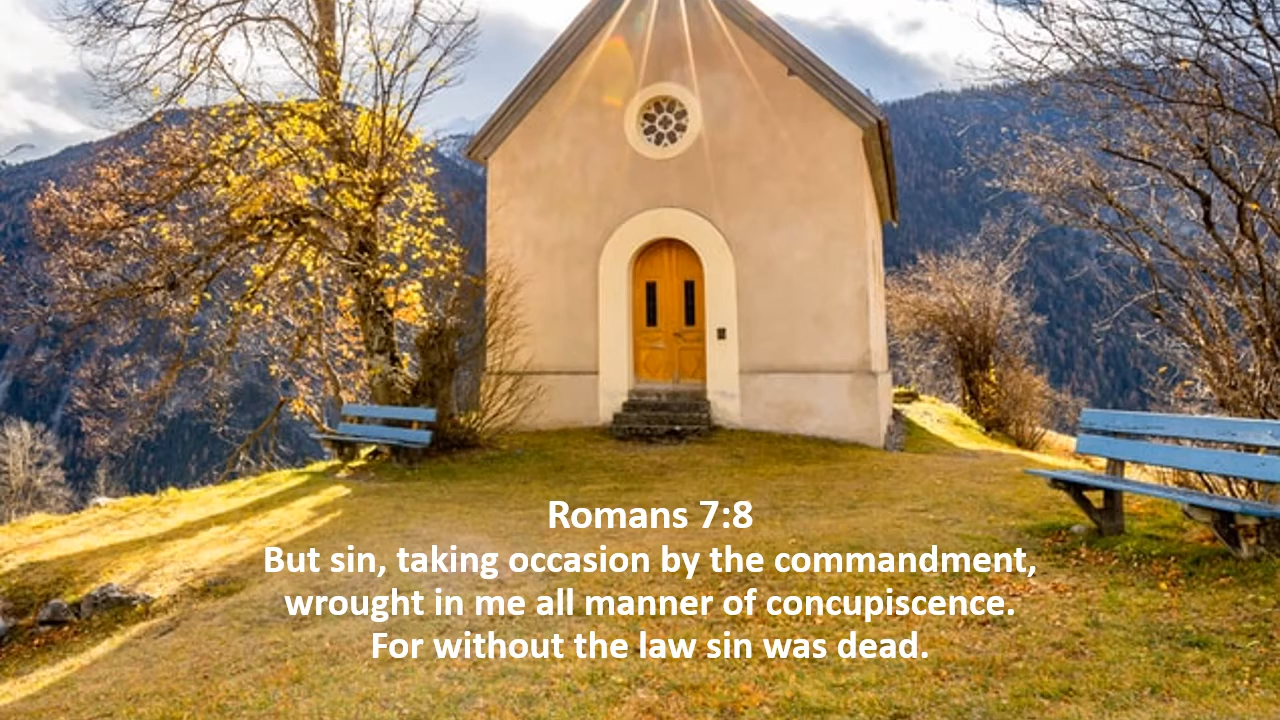 Romans 7:8
But sin, taking occasion by the commandment,
wrought in me all manner of concupiscence.
For without the law sin was dead.